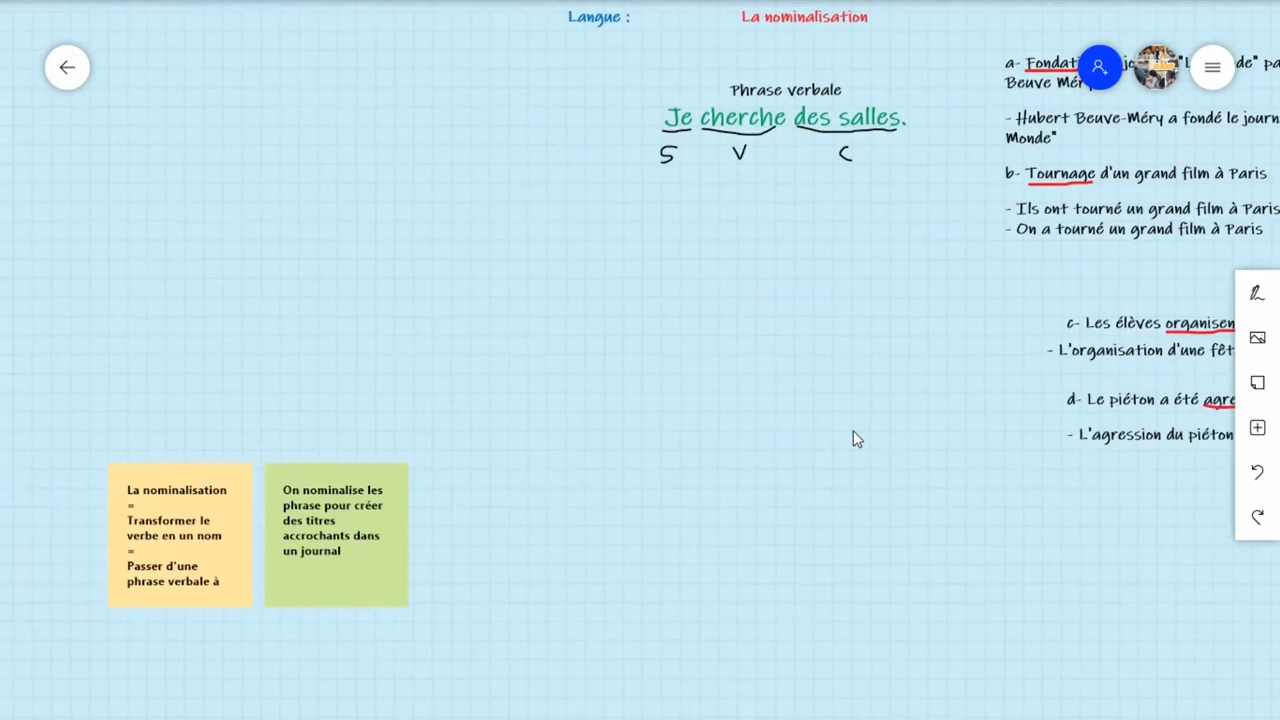 Langue :
La nominalisation
Phrase verbale
Je cherche des salles.
S V C
a- Fondat "L de" pa
Beuve Mér
- Hubert Beuve-Méry a fondé le journ
Monde"
b- Tournage d'un grand film à Paris
- Ils ont tourné un grand film à Paris
- On a tourné un grand film à Paris
c- Les élèves organisen
- L'organisation d'une fêt
d- Le piéton a été agre
- L'agression du piéton
La nominalisation
=
Transformer le
verbe en un nom
=
Passer d'une
phrase verbale à
On nominalise les
phrase pour créer
des titres
accrochants dans
un journal